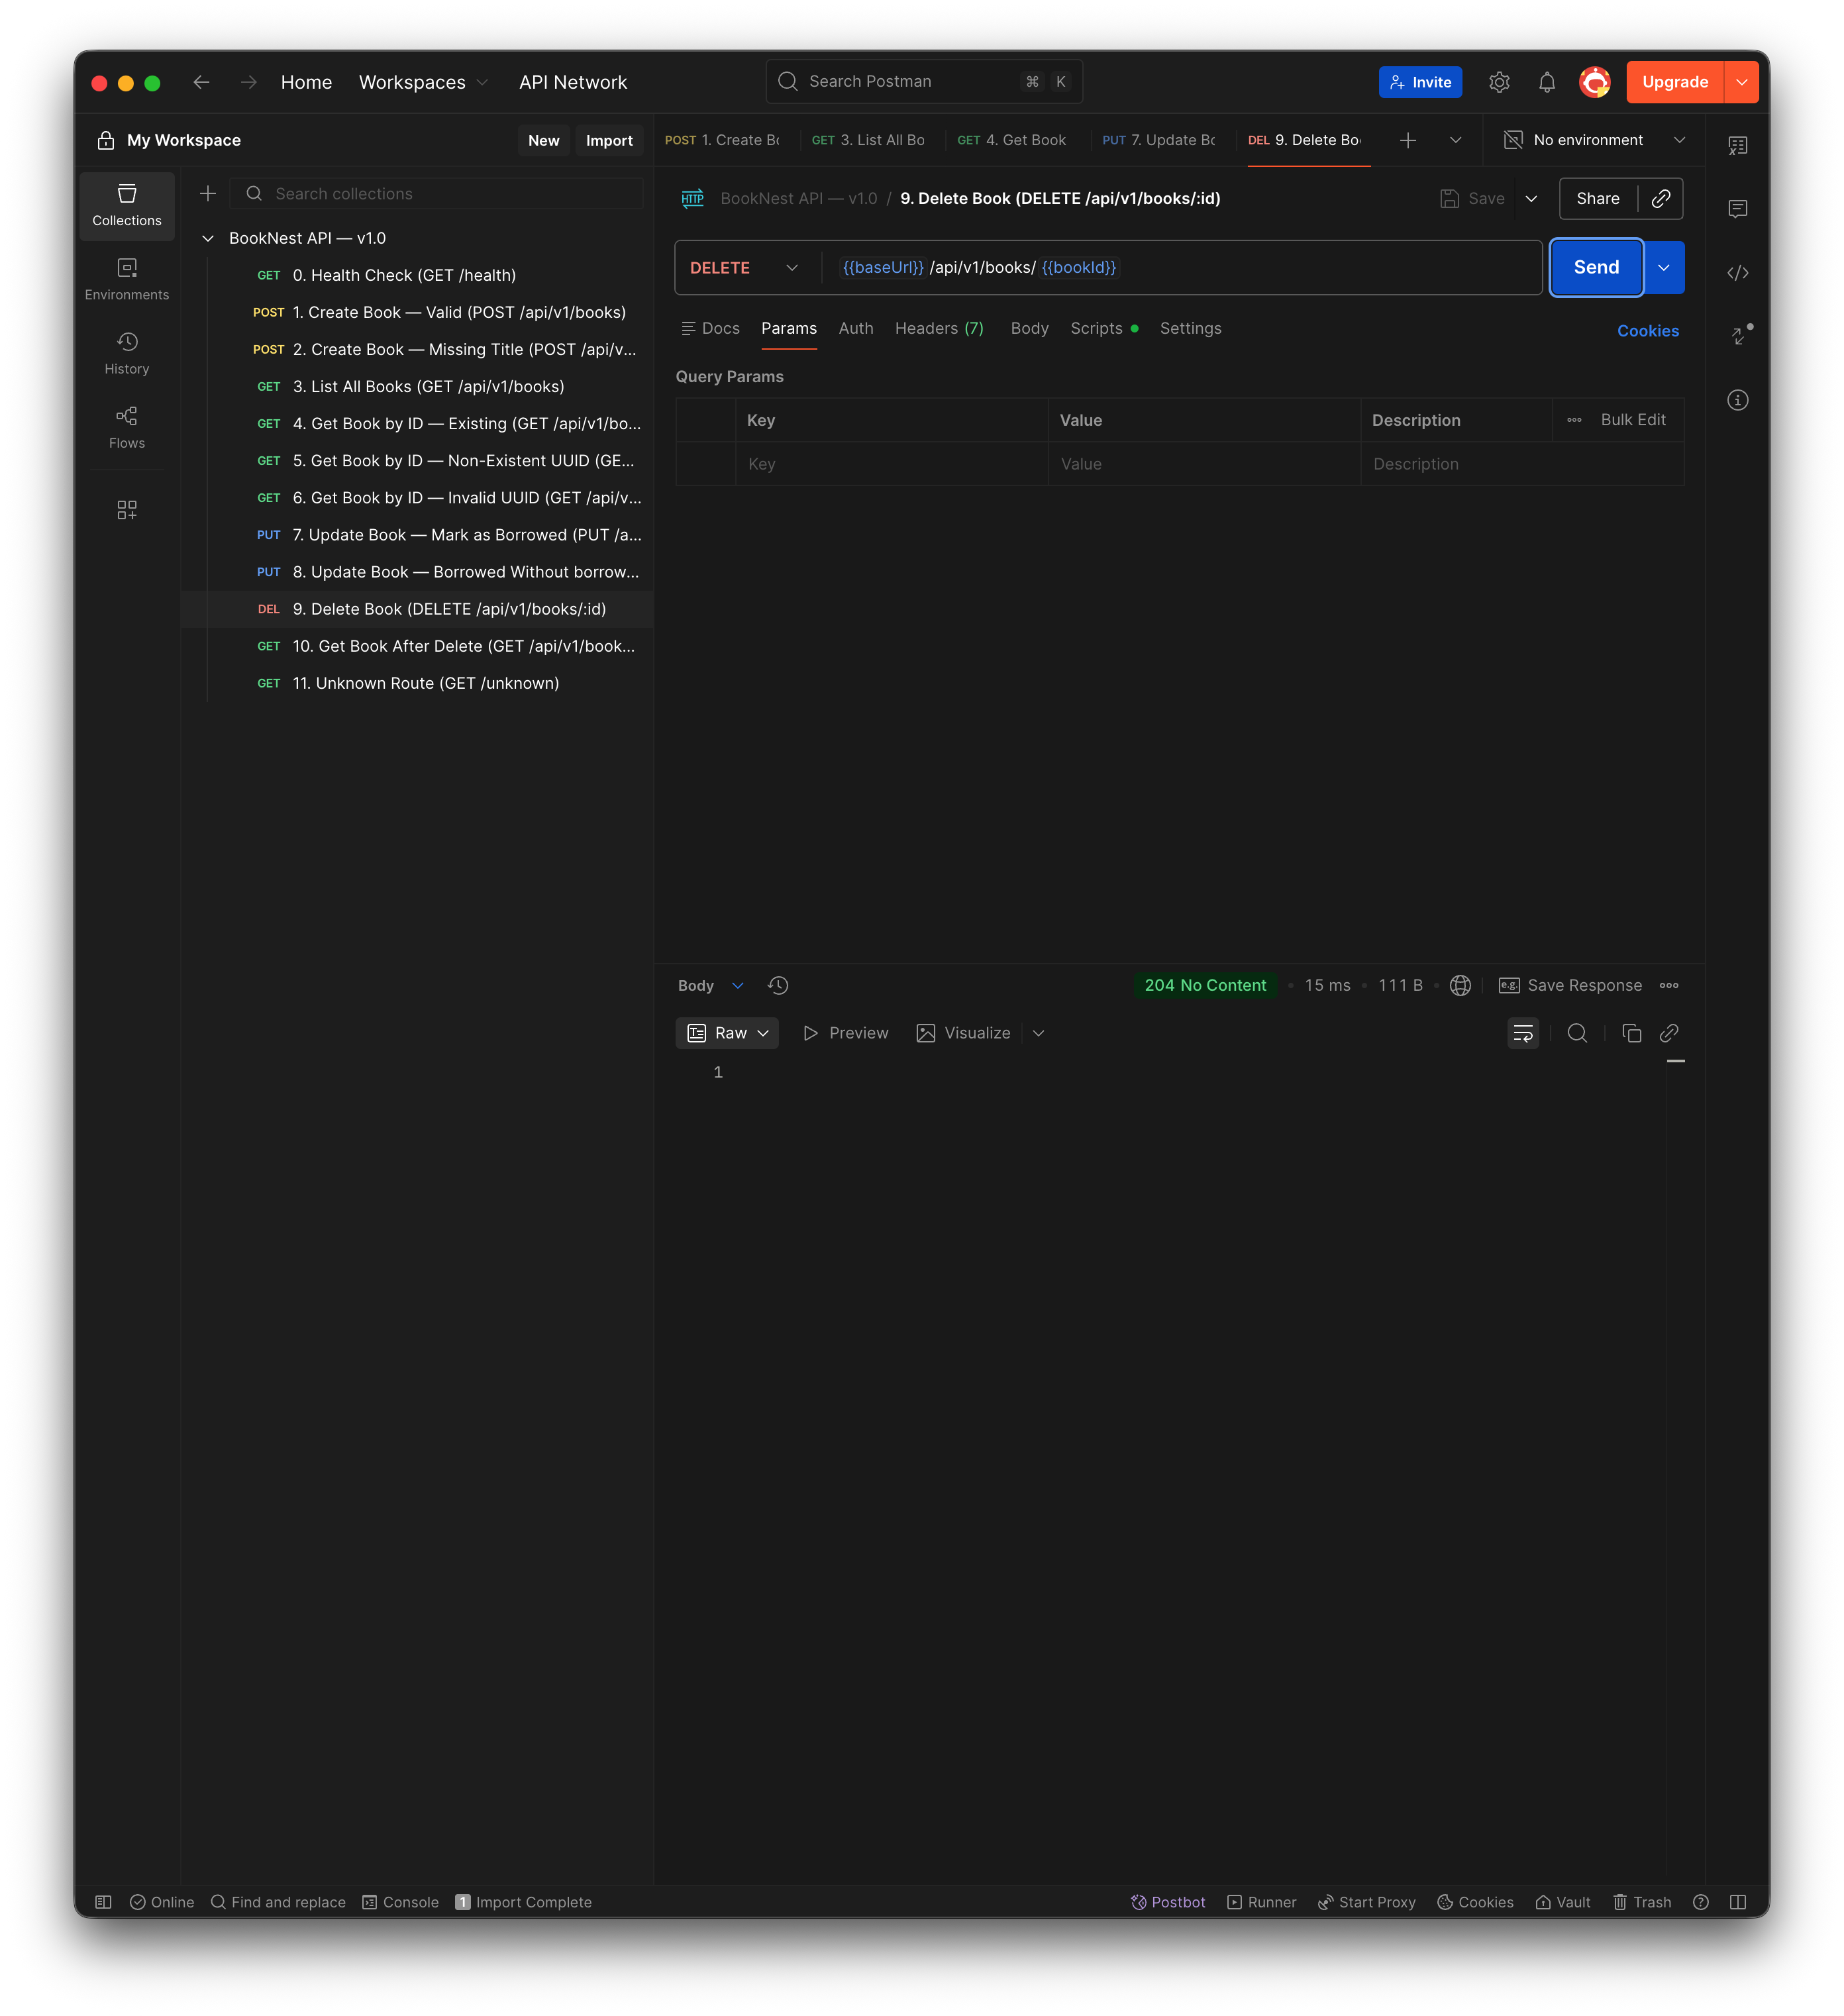 Home Workspaces API Network Search Postman ⌘ K Invite Upgrade
My Workspace New Import
POST 1. Create Bo GET 3. List All Bo GET 4. Get Book PUT 7. Update Bo DEL 9. Delete Bo No environment
Collections
Environments
History
Flows
Search collections
BookNest API — v1.0
GET 0. Health Check (GET /health)
POST 1. Create Book — Valid (POST /api/v1/books)
POST 2. Create Book — Missing Title (POST /api/v...
GET 3. List All Books (GET /api/v1/books)
GET 4. Get Book by ID — Existing (GET /api/v1/bo...
GET 5. Get Book by ID — Non-Existent UUID (GE...
GET 6. Get Book by ID — Invalid UUID (GET /api/v...
PUT 7. Update Book — Mark as Borrowed (PUT /a...
PUT 8. Update Book — Borrowed Without borrow...
DEL 9. Delete Book (DELETE /api/v1/books/:id)
GET 10. Get Book After Delete (GET /api/v1/book...
GET 11. Unknown Route (GET /unknown)
HTTP BookNest API — v1.0 / 9. Delete Book (DELETE /api/v1/books/:id) Save Share
DELETE {{baseUrl}} /api/v1/books/ {{bookId}} Send
Docs Params Auth Headers (7) Body Scripts Settings Cookies
Query Params
Key Value Description Bulk Edit
Key Value Description
Body 204 No Content 15 ms 111 B e.g. Save Response
Raw Preview Visualize
1
Online Find and replace Console 1 Import Complete Postbot Runner Start Proxy Cookies Vault Trash